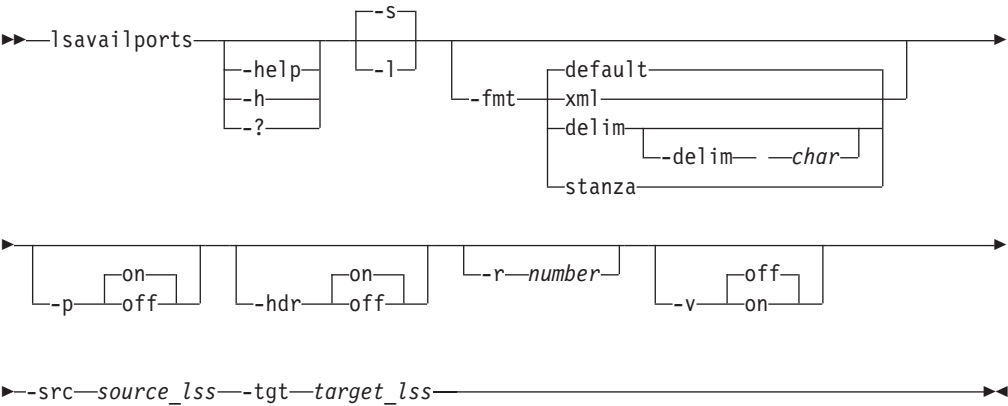 -s
lsavailports
-help -l
-h
-?
default
-fmt xml
delim
-delim char
stanza
on on off
-p off -hdr off -r number -v on
-src source_lss -tgt target_lss